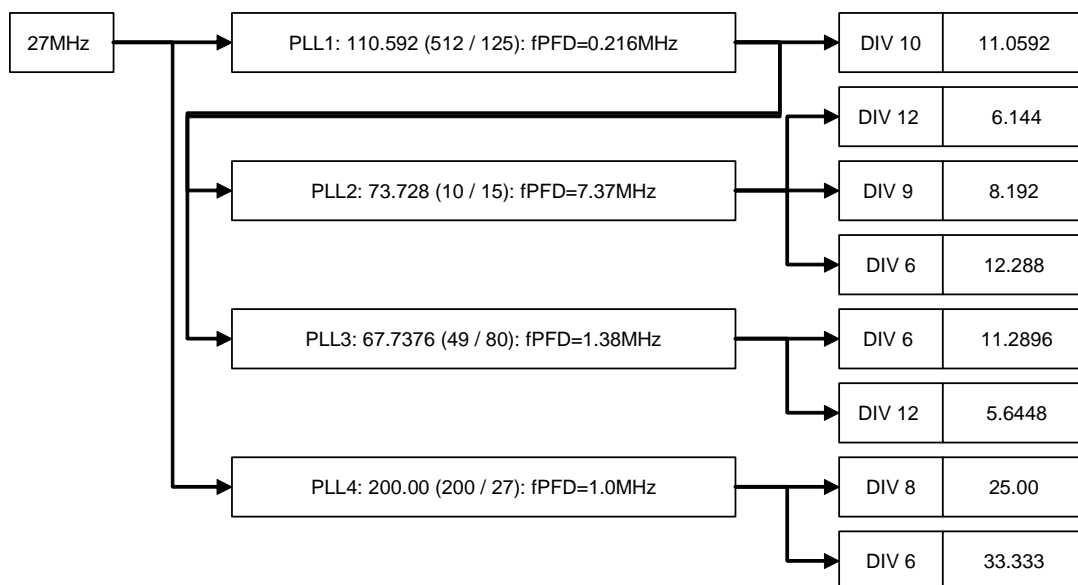 27MHz
PLL1: 110.592 (512 / 125): fPFD=0.216MHz
DIV 10
11.0592
DIV 12
6.144
PLL2: 73.728 (10 / 15): fPFD=7.37MHz
DIV 9
8.192
DIV 6
12.288
PLL3: 67.7376 (49 / 80): fPFD=1.38MHz
DIV 6
11.2896
DIV 12
5.6448
PLL4: 200.00 (200 / 27): fPFD=1.0MHz
DIV 8
25.00
DIV 6
33.333